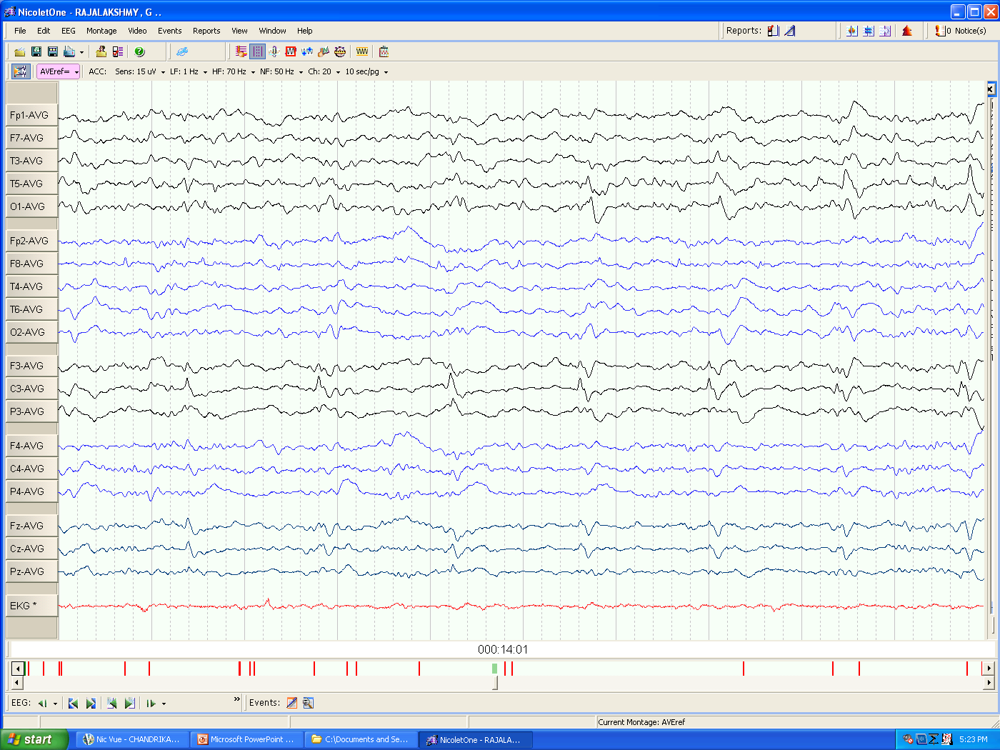 NicoletOne - RAJALAKSHMY , G ..
File Edit EEG Montage Video Events Reports View Window Help
Reports: 0 Notice(s)
AVEref= ACC: Sens: 15 uV LF: 1 Hz HF: 70 Hz NF: 50 Hz Ch: 20 10 sec/pg
Fp1-AVG
F7-AVG
T3-AVG
T5-AVG
O1-AVG
Fp2-AVG
F8-AVG
T4-AVG
T6-AVG
O2-AVG
F3-AVG
C3-AVG
P3-AVG
F4-AVG
C4-AVG
P4-AVG
Fz-AVG
Cz-AVG
Pz-AVG
EKG *
000:14:01
EEG: » Events:
Current Montage: AVEref
start Nic Vue - CHANDRIKA... Microsoft PowerPoint ... C:\Documents and Se... NicoletOne - RAJALA... 5:23 PM